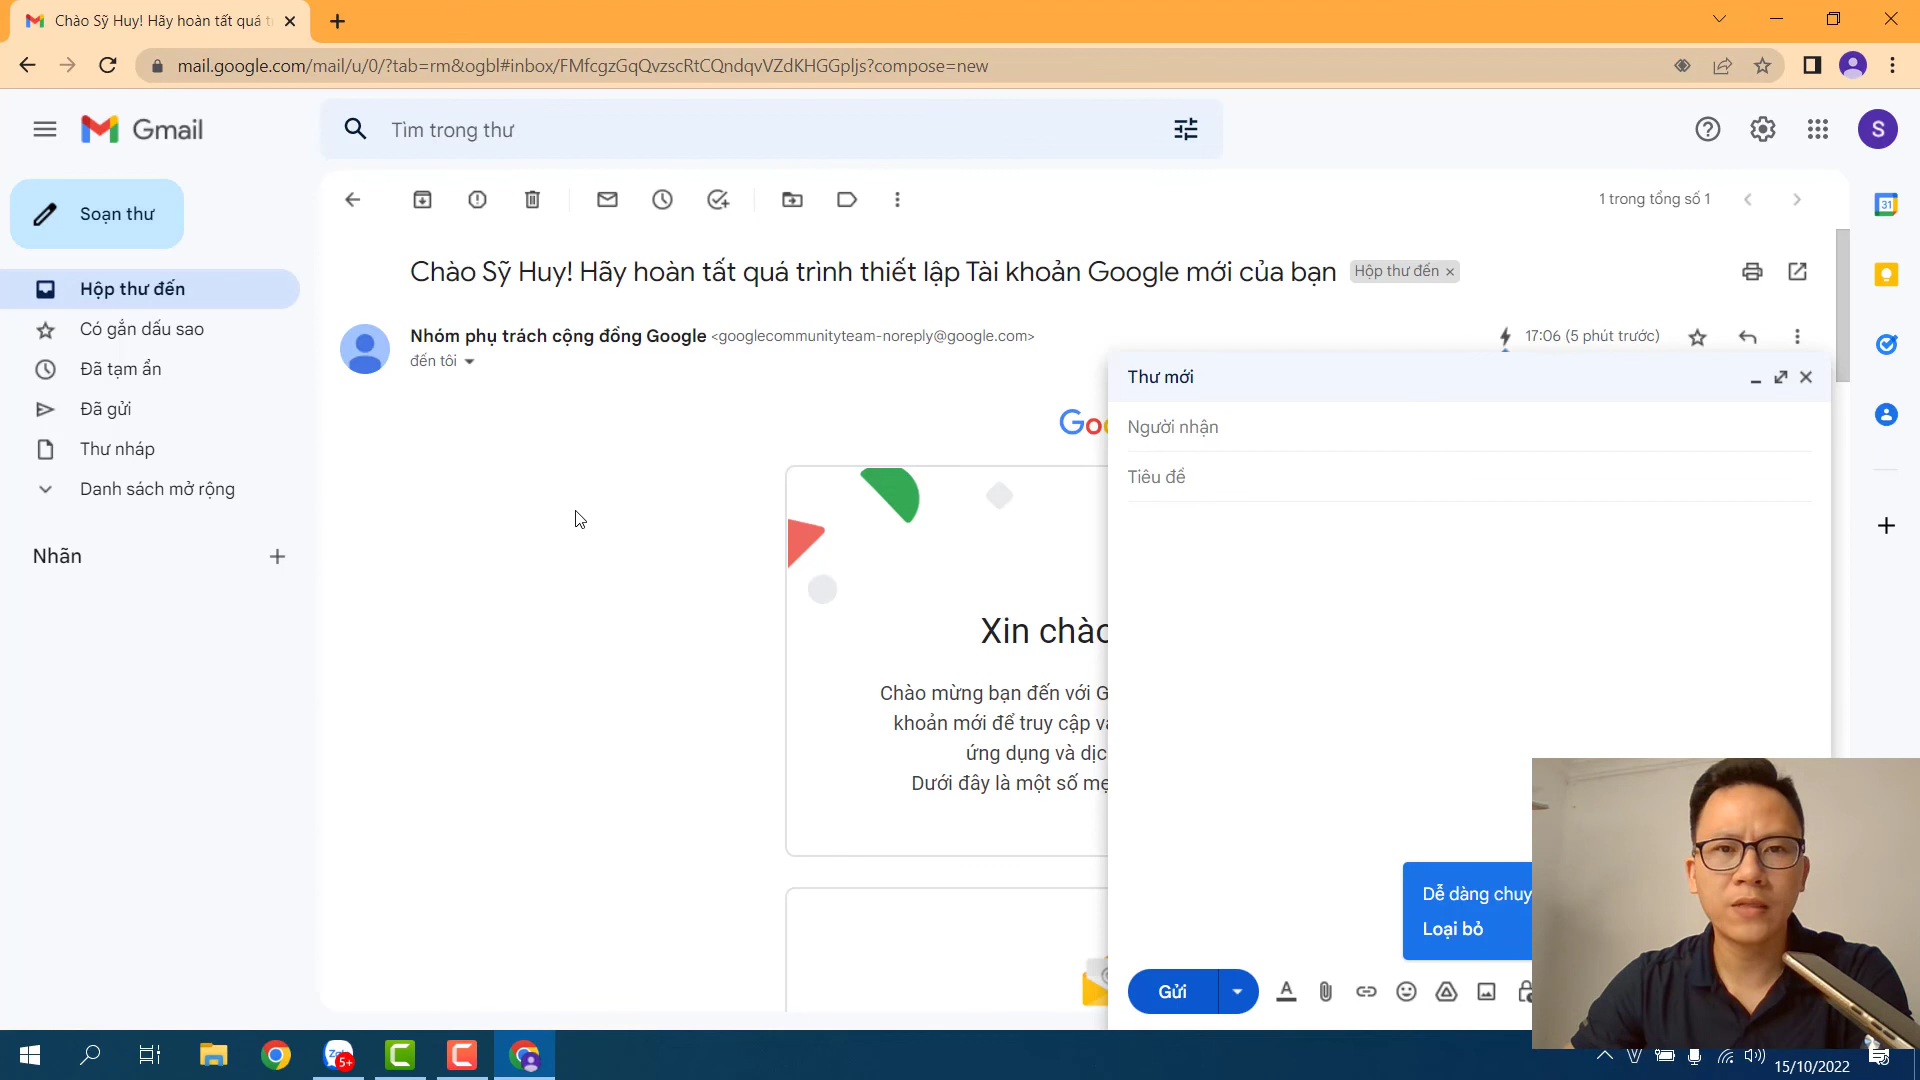 Chào Sỹ Huy! Hãy hoàn tất quá
mail.google.com/mail/u/0/?tab=rm&ogbl#inbox/FMfcgzGqQvzscRtCQndqvVZdKHGGpljs?compose=new
Gmail
Tìm trong thư
S
Soạn thư
1 trong tổng số 1
31
Chào Sỹ Huy! Hãy hoàn tất quá trình thiết lập Tài khoản Google mới của bạn
Hộp thư đến ×
Hộp thư đến
Có gắn dấu sao
Đã tạm ẩn
Đã gửi
Thư nháp
Danh sách mở rộng
Nhãn
Nhóm phụ trách cộng đồng Google <googlecommunityteam-noreply@google.com>
17:06 (5 phút trước)
đến tôi
Thư mới
Người nhận
Tiêu đề
Goo
Xin chào
Chào mừng bạn đến với G
khoản mới để truy cập và
ứng dụng và dịc
Dưới đây là một số mẹ
Dễ dàng chuy
Loại bỏ
Gửi
Zalo
5+
15/10/2022